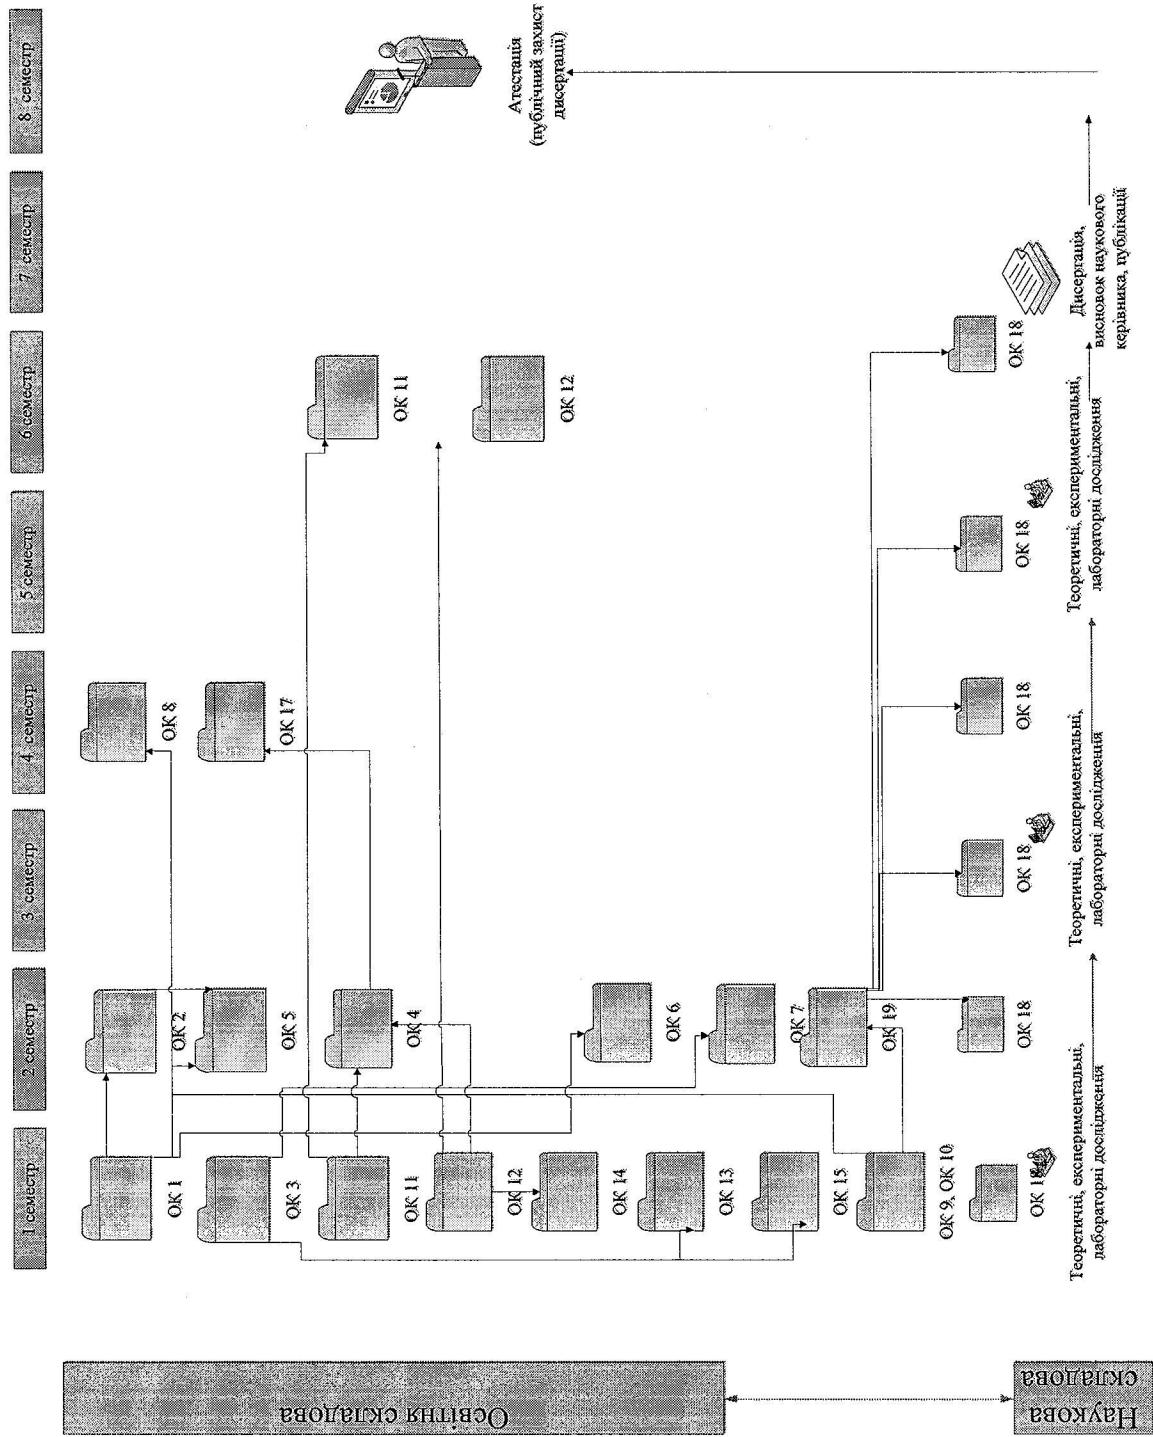 1 семестр
2 семестр
3 семестр
4 семестр
5 семестр
6 семестр
7 семестр
8 семестр
Освітня складова
Наукова
складова
ОК 1
ОК 3
ОК 11
ОК 12
ОК 14
ОК 13
ОК 15
ОК 9, ОК 10
ОК 18
ОК 2
ОК 5
ОК 4
ОК 6
ОК 7
ОК 19
ОК 18
ОК 18
ОК 8
ОК 17
ОК 18
ОК 18
ОК 11
ОК 12
ОК 18
Теоретичні, експериментальні,
лабораторні дослідження
Теоретичні, експериментальні,
лабораторні дослідження
Теоретичні, експериментальні,
лабораторні дослідження
Дисертація,
висновок наукового
керівника, публікації
Атестація
(публічний захист
дисертації)